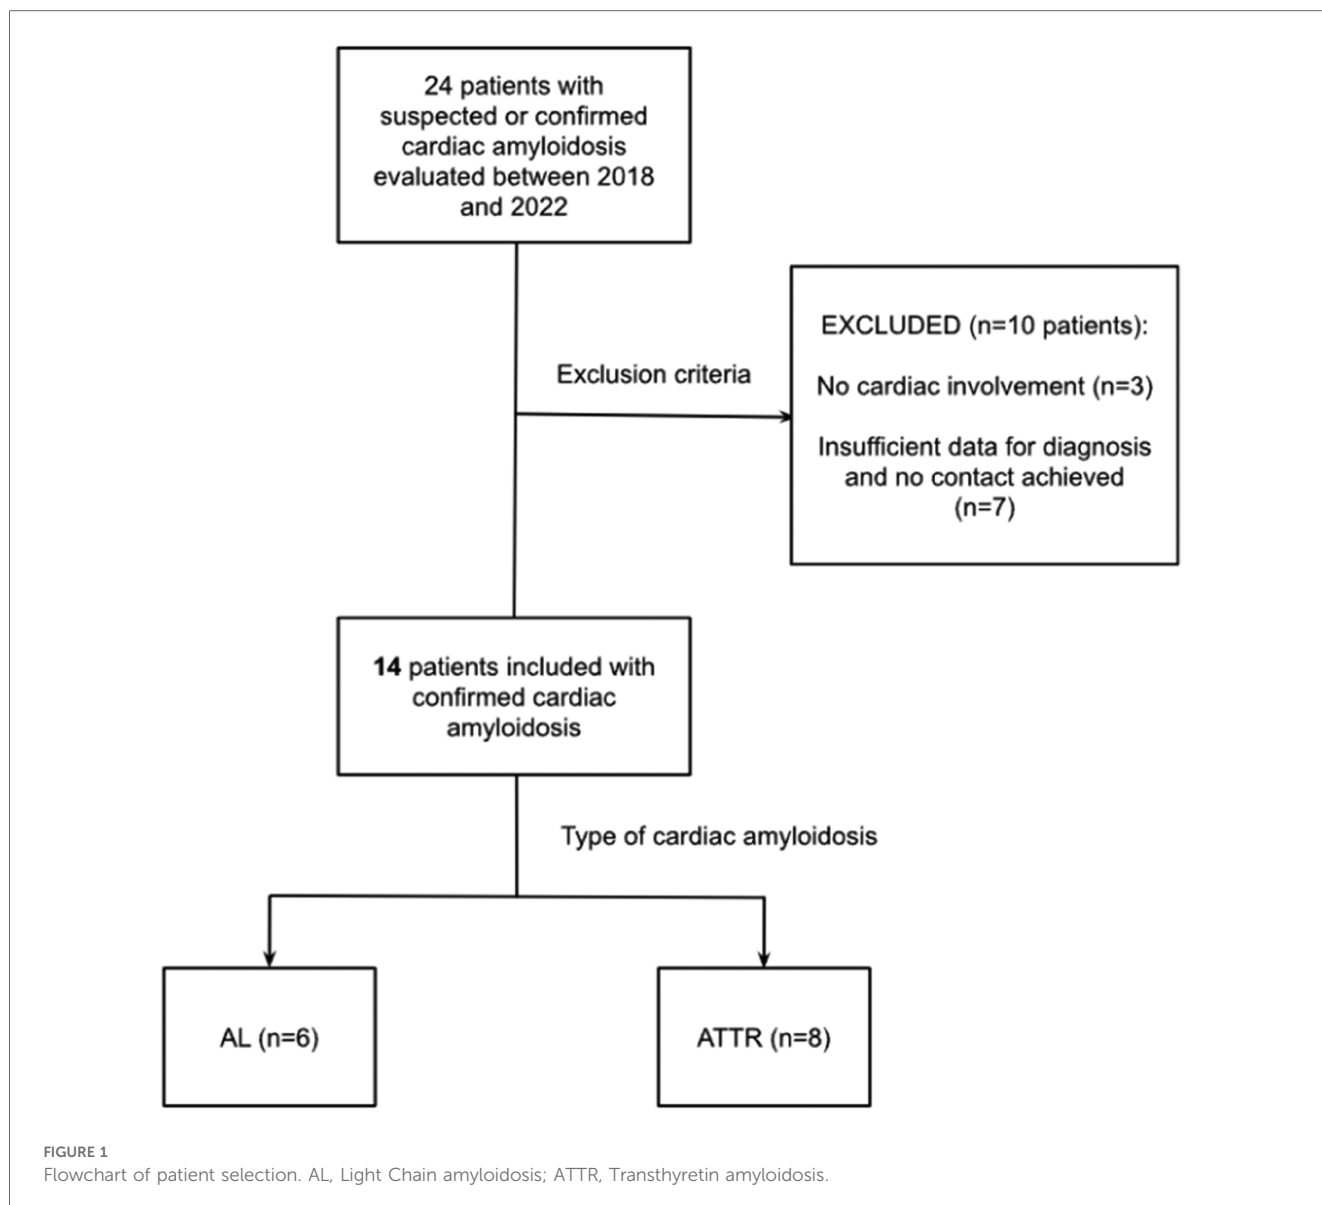 24 patients with
suspected or confirmed
cardiac amyloidosis
evaluated between 2018
and 2022
Exclusion criteria
EXCLUDED (n=10 patients):
No cardiac involvement (n=3)
Insufficient data for diagnosis
and no contact achieved
(n=7)
14 patients included with
confirmed cardiac
amyloidosis
Type of cardiac amyloidosis
AL (n=6)
ATTR (n=8)
FIGURE 1
Flowchart of patient selection. AL, Light Chain amyloidosis; ATTR, Transthyretin amyloidosis.